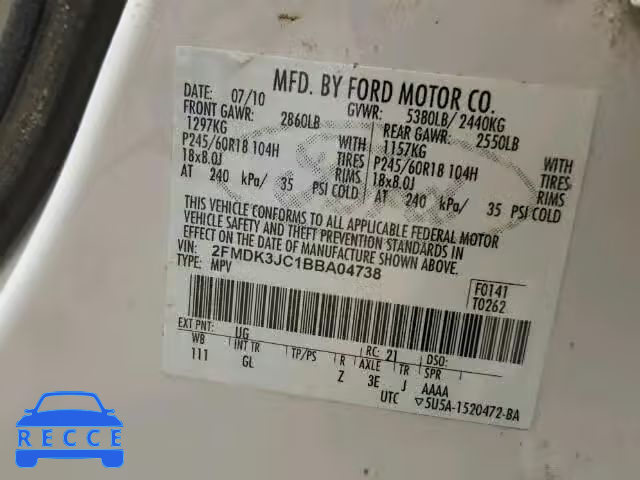 MFD. BY FORD MOTOR CO.
DATE: 07/10 GVWR: 5380LB/ 2440KG
FRONT GAWR: 2860LB REAR GAWR: 2550LB
1297KG WITH 1157KG WITH
P245/60R18 104H TIRES P245/60R18 104H TIRES
18x8.0J RIMS 18x8.0J RIMS
AT 240 kPa/ 35 PSI COLD AT 240 kPa/ 35 PSI COLD
THIS VEHICLE CONFORMS TO ALL APPLICABLE FEDERAL MOTOR
VEHICLE SAFETY AND THEFT PREVENTION STANDARDS IN
EFFECT ON THE DATE OF MANUFACTURE SHOWN ABOVE.
VIN: 2FMDK3JC1BBA04738 F0141
TYPE: MPV T0262
EXT PNT: UG RC: 21 DSO:
WB INT TR TP/PS R AXLE TR SPR
111 GL Z 3E J AAAA
UTC ▽5U5A-1520472-BA
Ford
RECCE